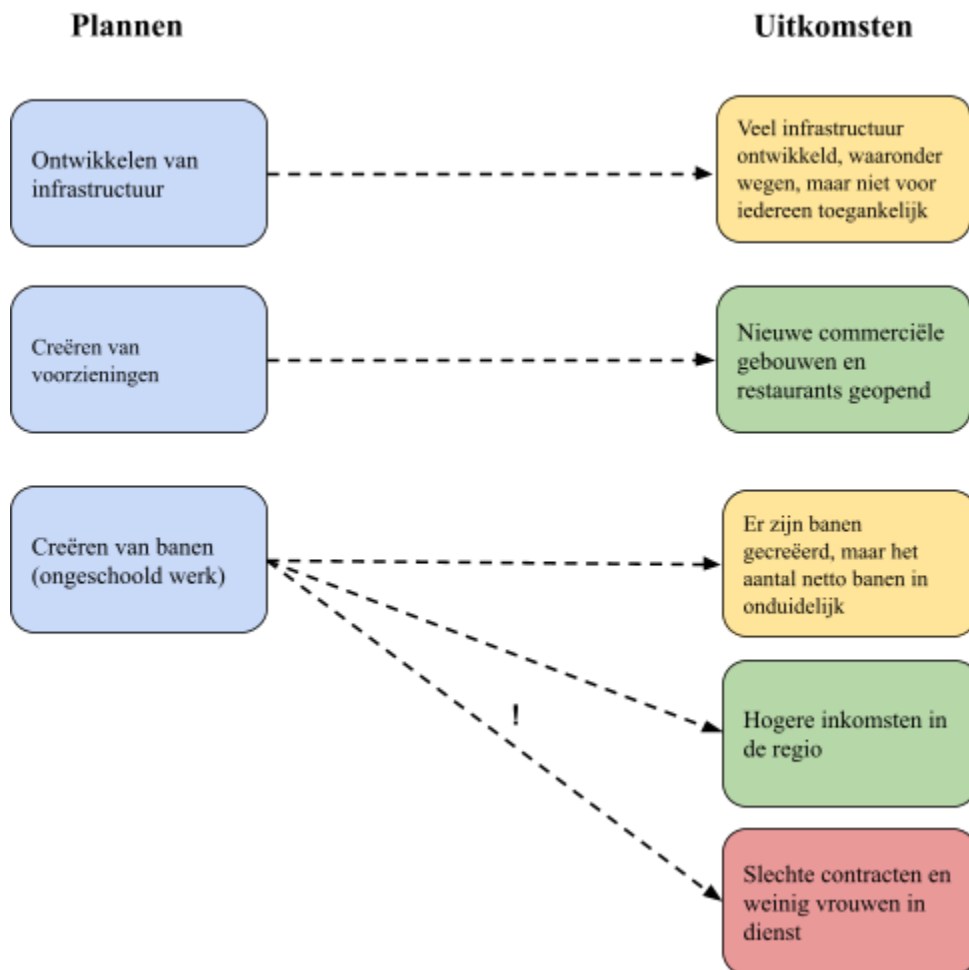 Plannen
Uitkomsten
Ontwikkelen van
infrastructuur
Veel infrastructuur
ontwikkeld, waaronder
wegen, maar niet voor
iedereen toegankelijk
Creëren van
voorzieningen
Nieuwe commerciële
gebouwen en
restaurants geopend
Creëren van banen
(ongeschoold werk)
Er zijn banen
gecreëerd, maar het
aantal netto banen in
onduidelijk
!
Hogere inkomsten in
de regio
Slechte contracten en
weinig vrouwen in
dienst